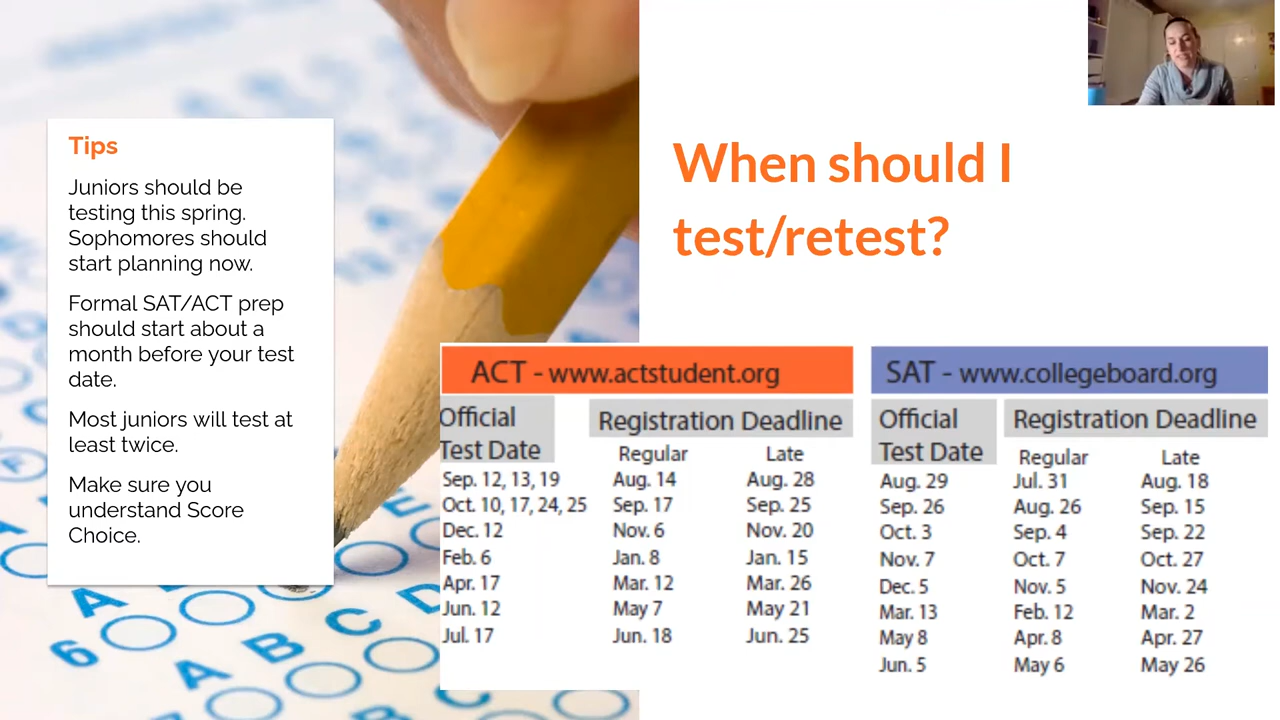 Tips
Juniors should be
testing this spring.
Sophomores should
start planning now.
Formal SAT/ACT prep
should start about a
month before your test
date.
Most juniors will test at
least twice.
Make sure you
understand Score
Choice.
When should I
test/retest?
ACT - www.actstudent.org
Official
Test Date
Registration Deadline
Regular Late
Sep. 12, 13, 19 Aug. 14 Aug. 28
Oct. 10, 17, 24, 25 Sep. 17 Sep. 25
Dec. 12 Nov. 6 Nov. 20
Feb. 6 Jan. 8 Jan. 15
Apr. 17 Mar. 12 Mar. 26
Jun. 12 May 7 May 21
Jul. 17 Jun. 18 Jun. 25
SAT - www.collegeboard.org
Official
Test Date
Registration Deadline
Regular Late
Aug. 29 Jul. 31 Aug. 18
Sep. 26 Aug. 26 Sep. 15
Oct. 3 Sep. 4 Sep. 22
Nov. 7 Oct. 7 Oct. 27
Dec. 5 Nov. 5 Nov. 24
Mar. 13 Feb. 12 Mar. 2
May 8 Apr. 8 Apr. 27
Jun. 5 May 6 May 26
A
D
6
A B C
A B